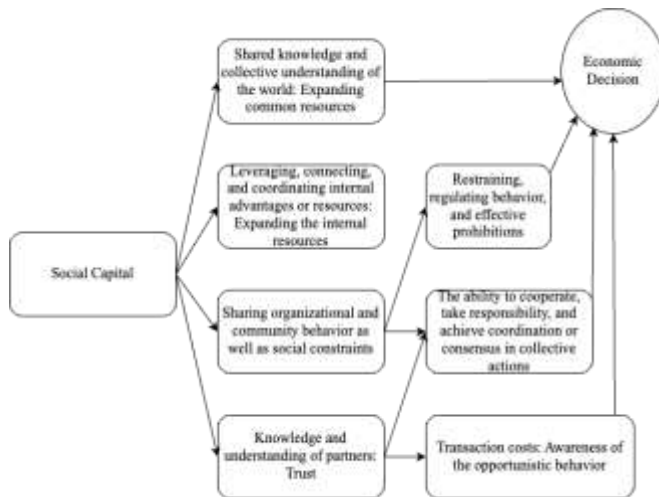 Shared knowledge and
collective understanding of
the world: Expanding
common resources
Economic
Decision
Leveraging, connecting,
and coordinating internal
advantages or resources:
Expanding the internal
resources
Restraining,
regulating behavior,
and effective
prohibitions
Social Capital
Sharing organizational and
community behavior as
well as social constraints
The ability to cooperate,
take responsibility, and
achieve coordination or
consensus in collective
actions
Knowledge and
understanding of partners:
Trust
Transaction costs: Awareness of
the opportunistic behavior